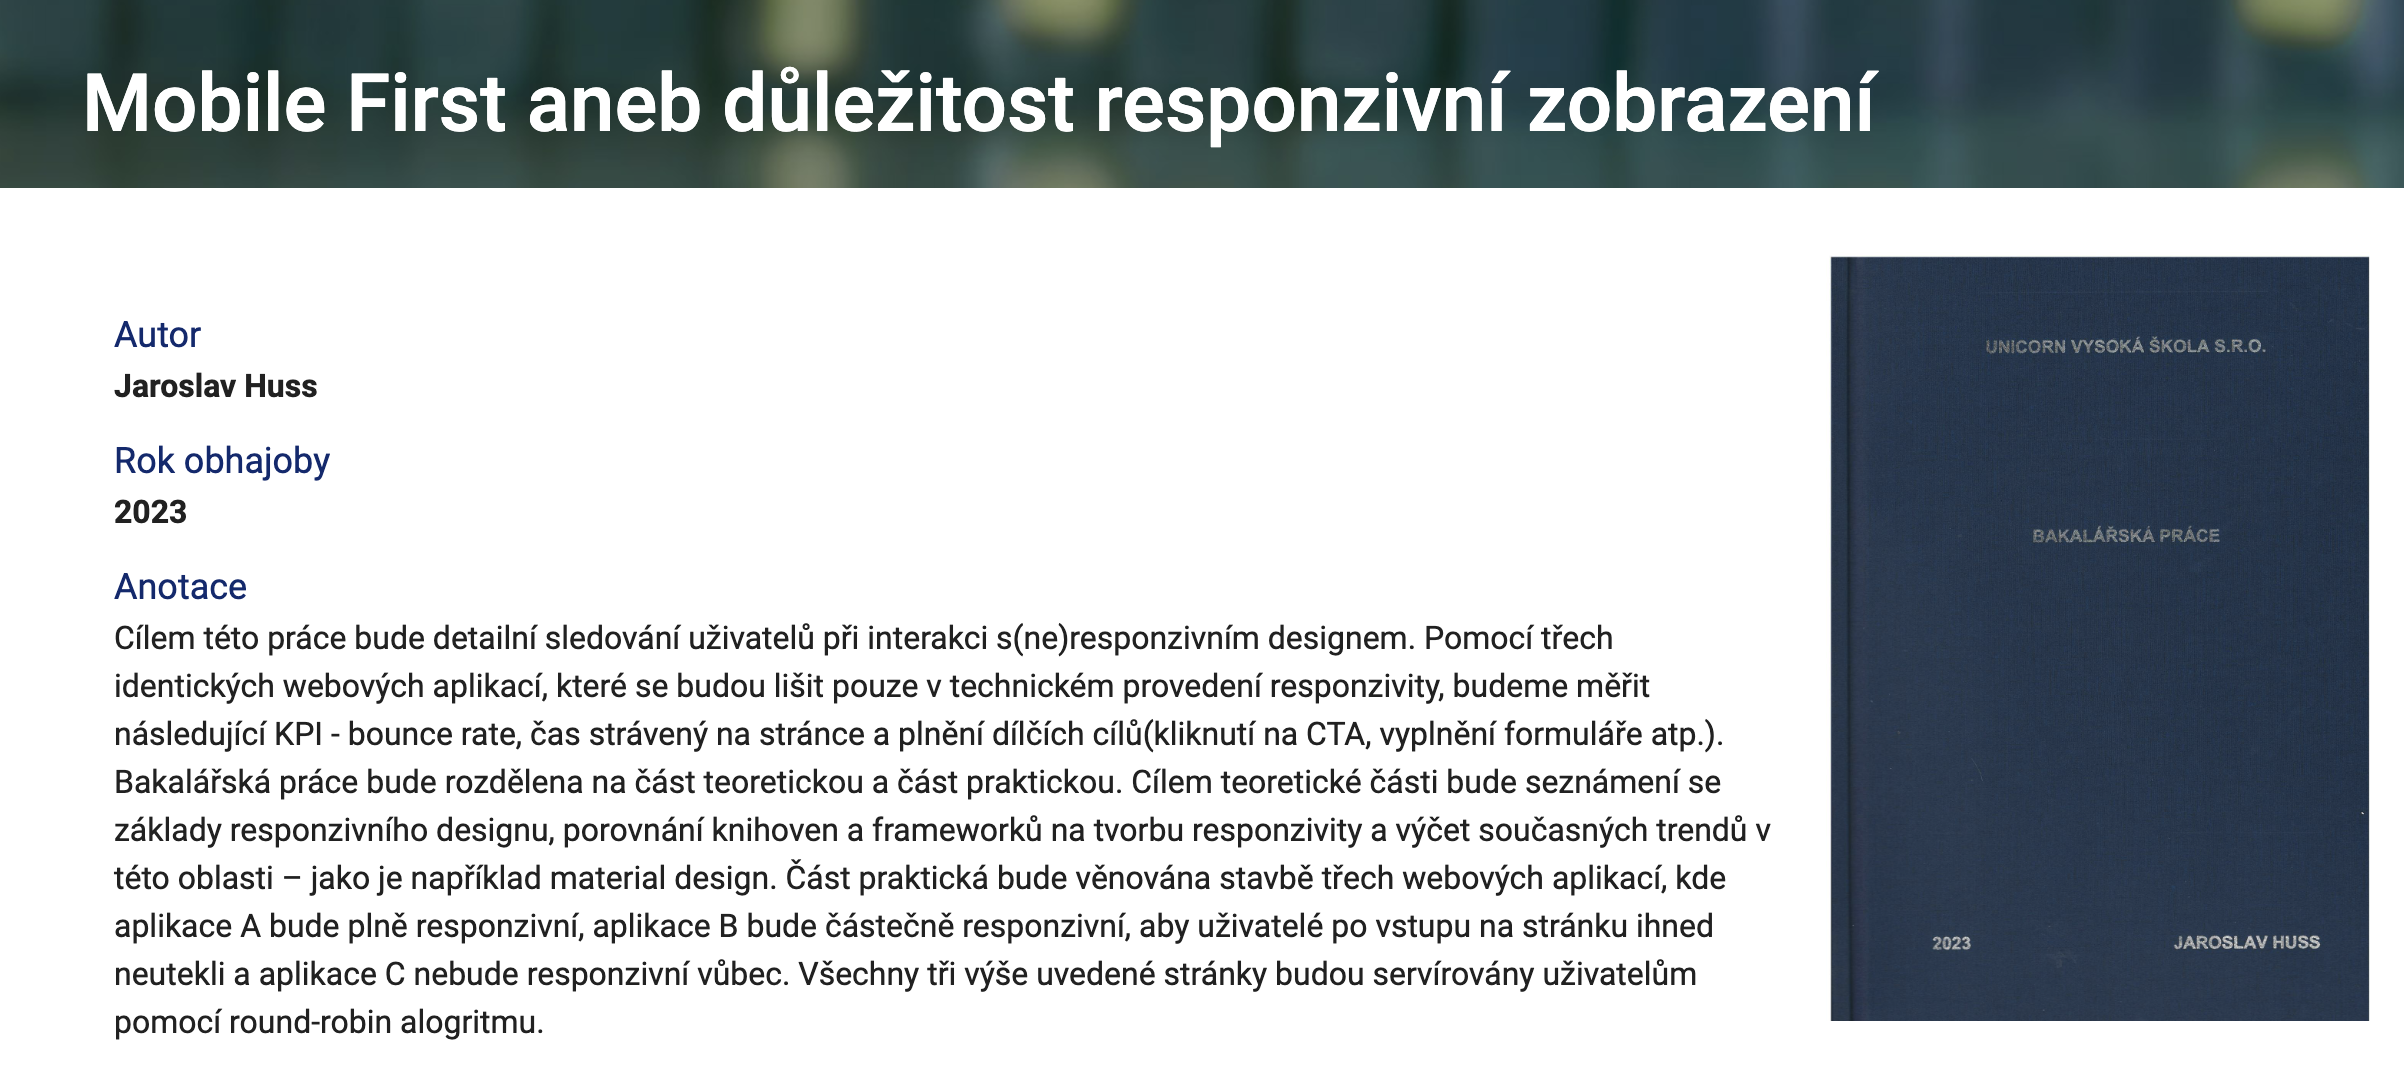 Mobile First aneb důležitost responzivní zobrazení
Autor
Jaroslav Huss
Rok obhajoby
2023
Anotace
Cílem této práce bude detailní sledování uživatelů při interakci s(ne)responzivním designem. Pomocí třech
identických webových aplikací, které se budou lišit pouze v technickém provedení responzivity, budeme měřit
následující KPI - bounce rate, čas strávený na stránce a plnění dílčích cílů(kliknutí na CTA, vyplnění formuláře atp.).
Bakalářská práce bude rozdělena na část teoretickou a část praktickou. Cílem teoretické části bude seznámení se
základy responzivního designu, porovnání knihoven a frameworků na tvorbu responzivity a výčet současných trendů v
této oblasti – jako je například material design. Část praktická bude věnována stavbě třech webových aplikací, kde
aplikace A bude plně responzivní, aplikace B bude částečně responzivní, aby uživatelé po vstupu na stránku ihned
neutekli a aplikace C nebude responzivní vůbec. Všechny tři výše uvedené stránky budou servírovány uživatelům
pomocí round-robin alogritmu.
UNICORN VYSOKÁ ŠKOLA S.R.O.
BAKALÁŘSKÁ PRÁCE
2023 JAROSLAV HUSS